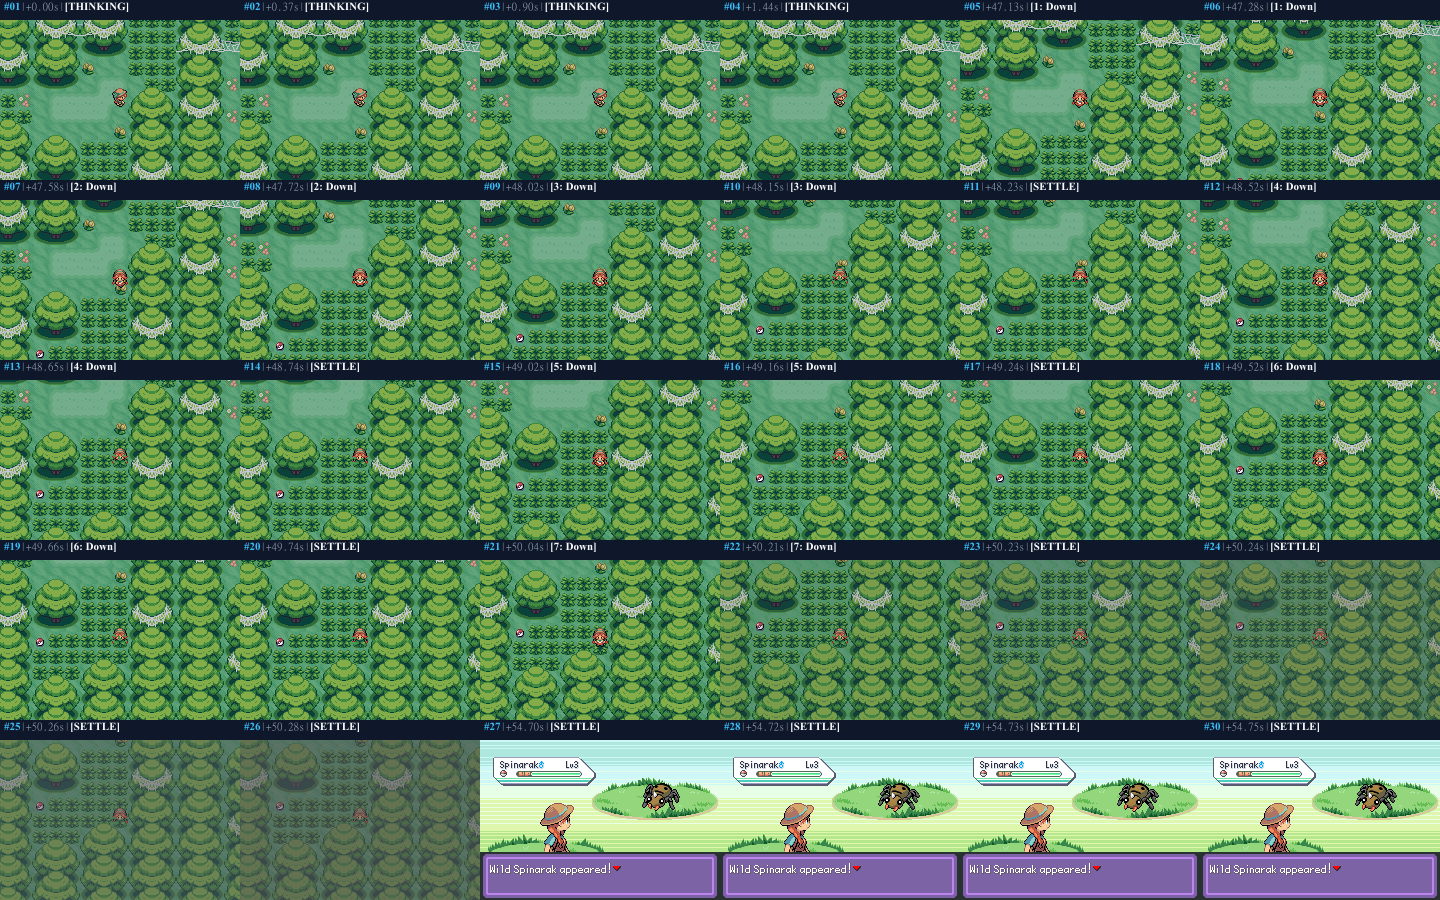 #01|+0.00s|[THINKING]
#02|+0.37s|[THINKING]
#03|+0.90s|[THINKING]
#04|+1.44s|[THINKING]
#05|+47.13s|[1: Down]
#06|+47.28s|[1: Down]
#07|+47.58s|[2: Down]
#08|+47.72s|[2: Down]
#09|+48.02s|[3: Down]
#10|+48.15s|[3: Down]
#11|+48.23s|[SETTLE]
#12|+48.52s|[4: Down]
#13|+48.65s|[4: Down]
#14|+48.74s|[SETTLE]
#15|+49.02s|[5: Down]
#16|+49.16s|[5: Down]
#17|+49.24s|[SETTLE]
#18|+49.52s|[6: Down]
#19|+49.66s|[6: Down]
#20|+49.74s|[SETTLE]
#21|+50.04s|[7: Down]
#22|+50.21s|[7: Down]
#23|+50.23s|[SETTLE]
#24|+50.24s|[SETTLE]
#25|+50.26s|[SETTLE]
#26|+50.28s|[SETTLE]
#27|+54.70s|[SETTLE]
#28|+54.72s|[SETTLE]
#29|+54.73s|[SETTLE]
#30|+54.75s|[SETTLE]
Spinarak♂ Lv3
Spinarak♂ Lv3
Spinarak♂ Lv3
Spinarak♂ Lv3
Wild Spinarak appeared!
Wild Spinarak appeared!
Wild Spinarak appeared!
Wild Spinarak appeared!